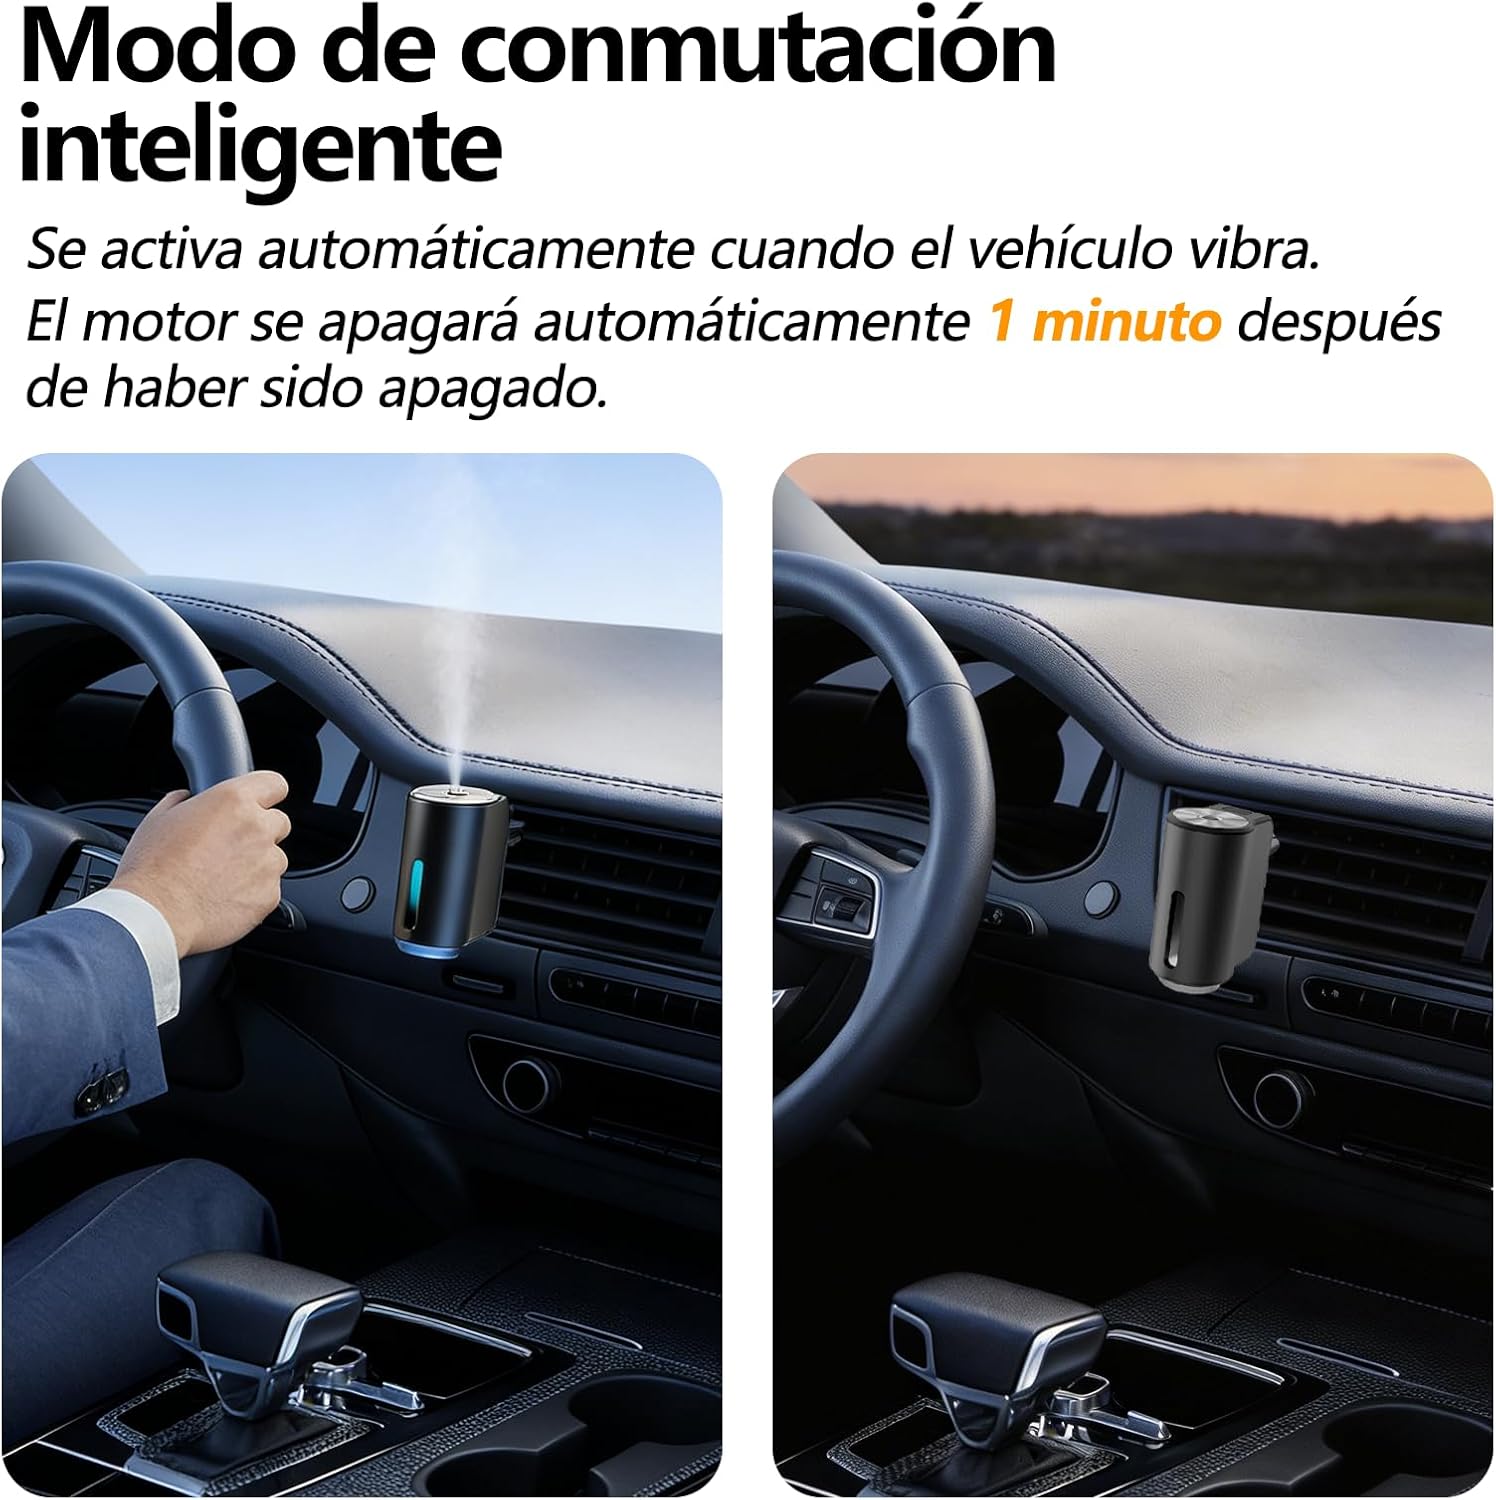 Modo de conmutación
inteligente
Se activa automáticamente cuando el vehículo vibra.
El motor se apagará automáticamente 1 minuto después
de haber sido apagado.